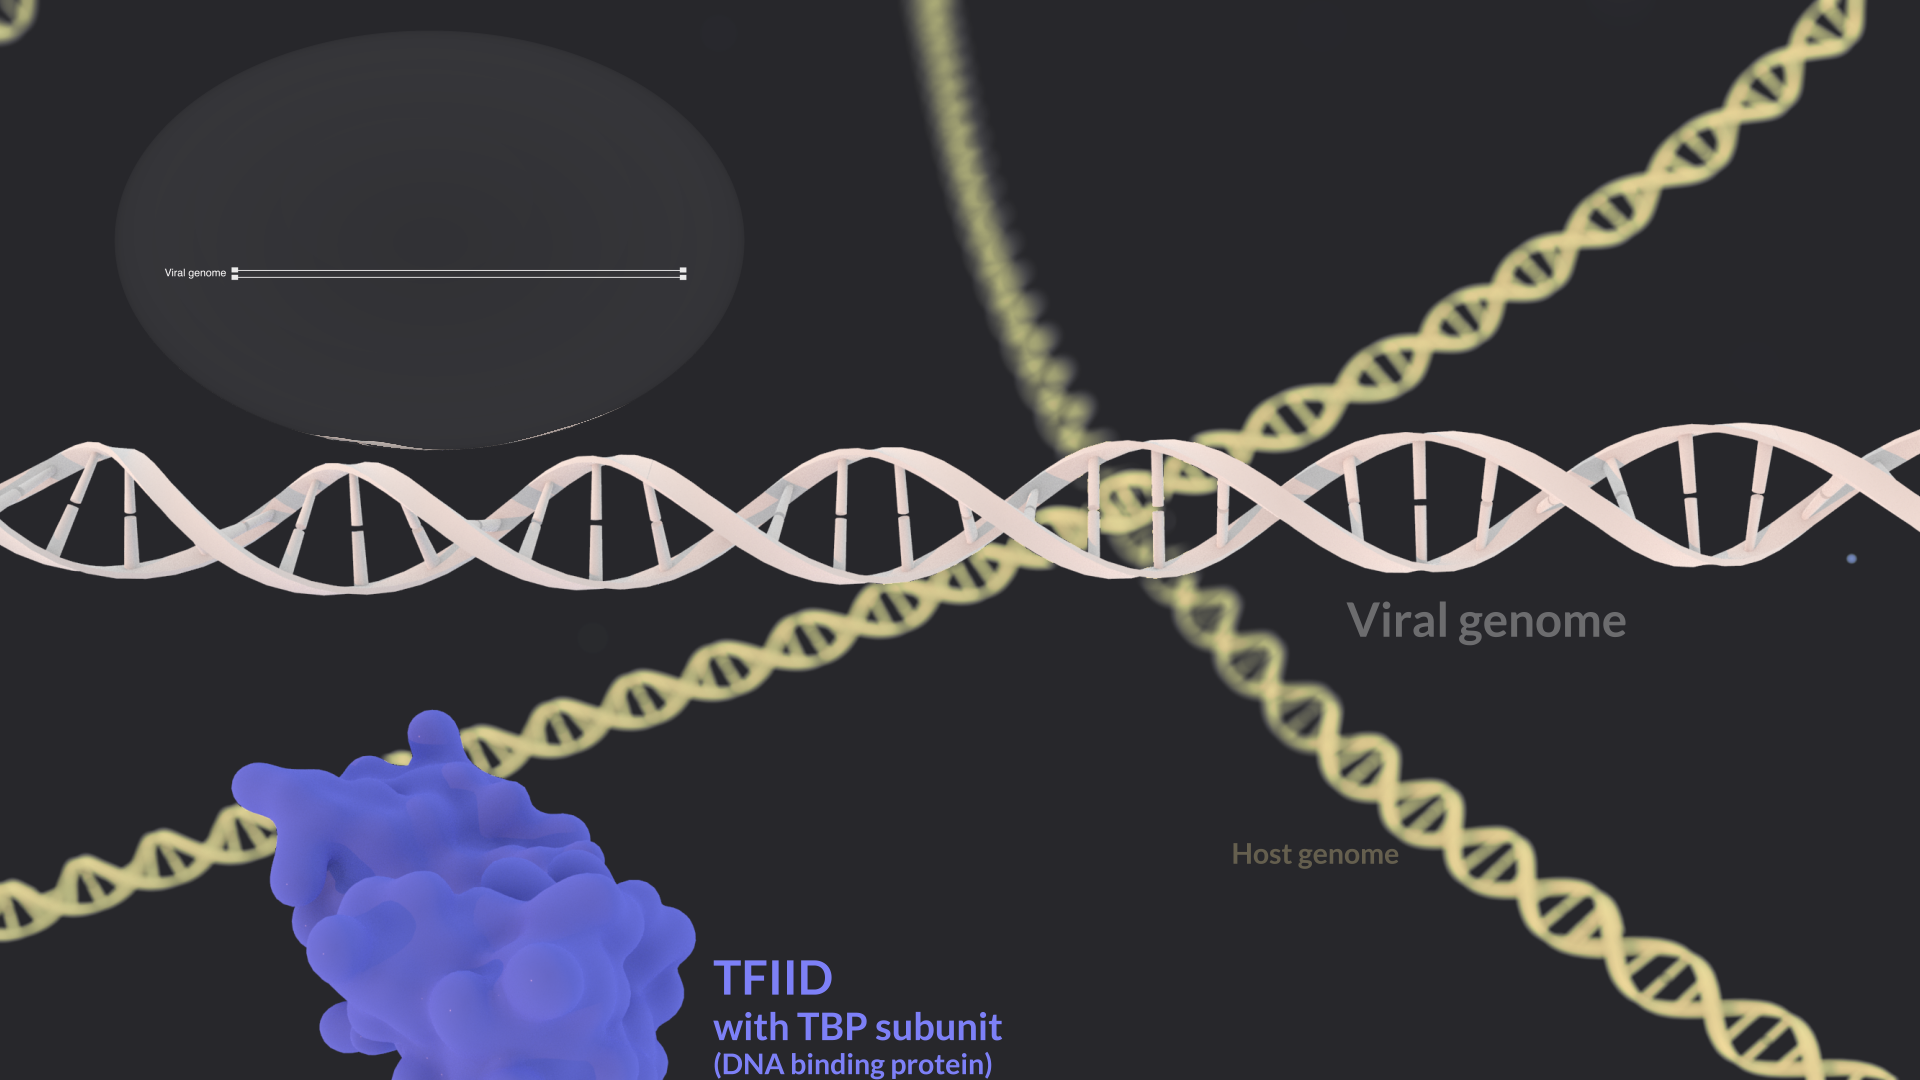 Viral genome
Viral genome
Host genome
TFIID
with TBP subunit
(DNA binding protein)